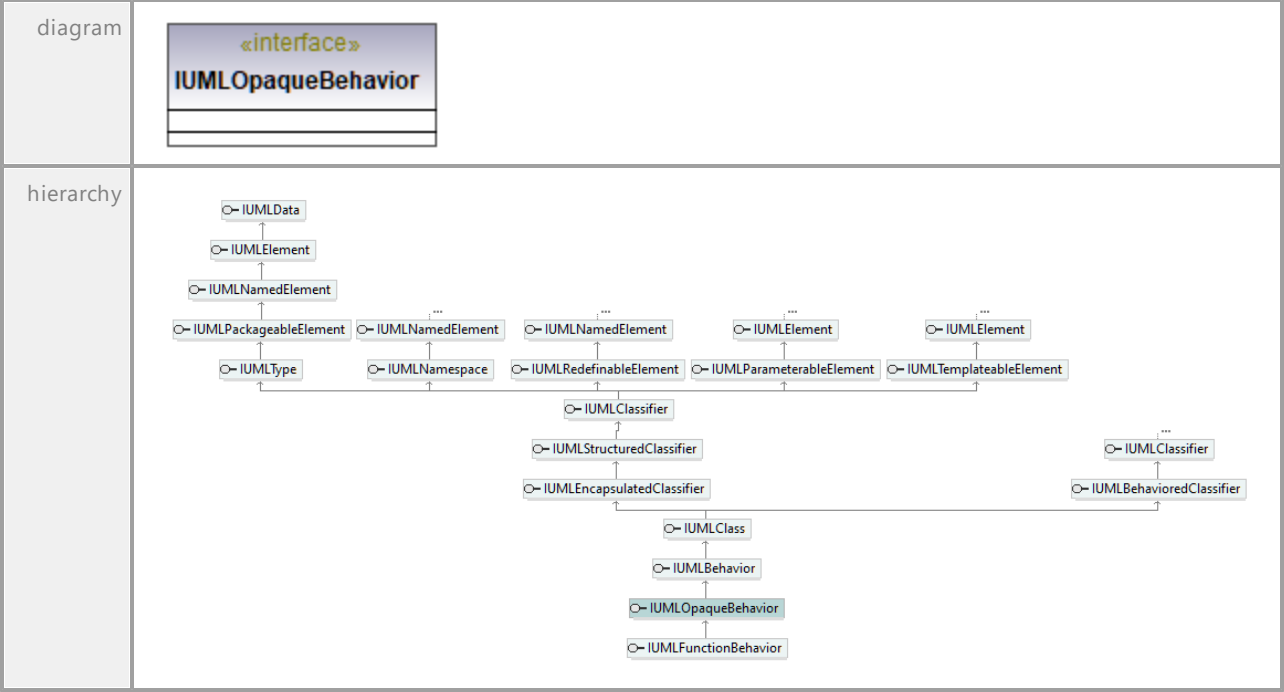 diagram
«interface»
IUMLOpaqueBehavior
hierarchy
IUMLData
IUMLElement
IUMLNamedElement
... ... ... ...
IUMLPackageableElement IUMLNamedElement IUMLNamedElement IUMLElement IUMLElement
IUMLType IUMLNamespace IUMLRedefinableElement IUMLParameterableElement IUMLTemplateableElement
IUMLClassifier
...
IUMLStructuredClassifier IUMLClassifier
IUMLEncapsulatedClassifier IUMLBehavioredClassifier
IUMLClass
IUMLBehavior
IUMLOpaqueBehavior
IUMLFunctionBehavior